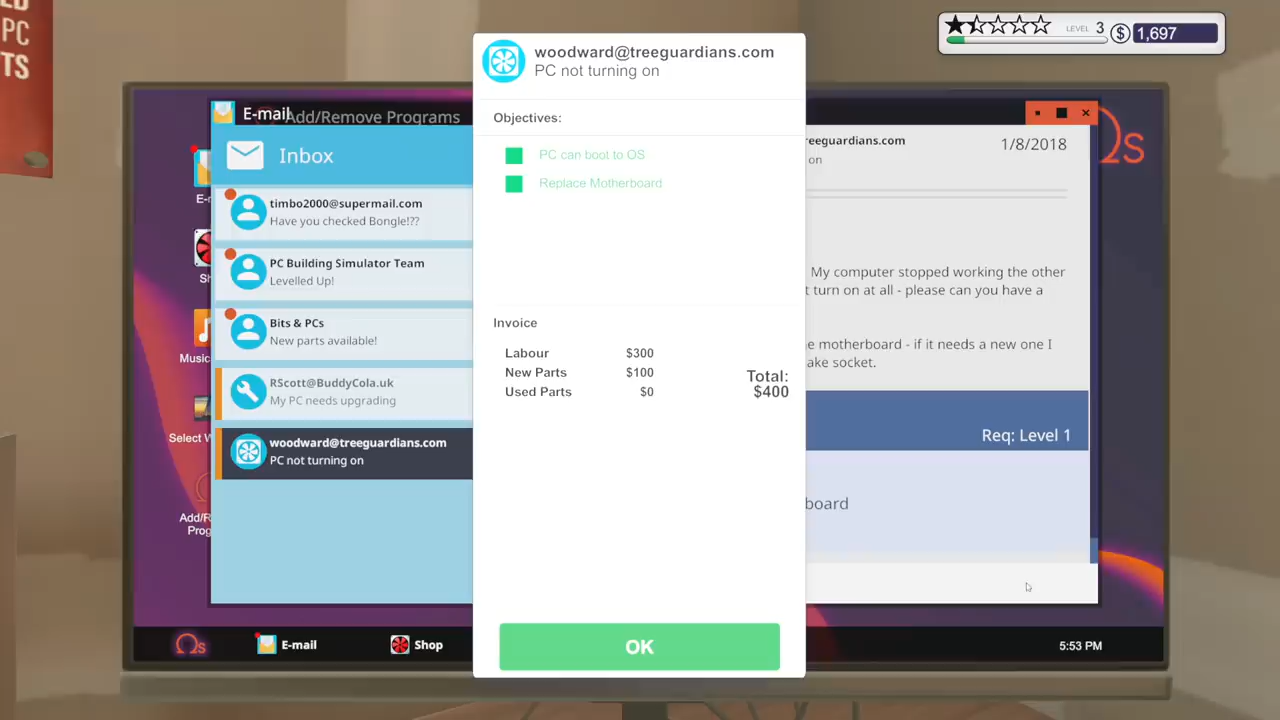 PC
TS
LEVEL 3
$ 1,697
woodward@treeguardians.com
PC not turning on
Objectives:
PC can boot to OS
Replace Motherboard
Invoice
Labour $300
New Parts $100
Used Parts $0
Total:
$400
OK
E-mail
Add/Remove Programs
Inbox
timbo2000@supermail.com
Have you checked Bongle!??
PC Building Simulator Team
Levelled Up!
Bits & PCs
New parts available!
RScott@BuddyCola.uk
My PC needs upgrading
woodward@treeguardians.com
PC not turning on
reeguardians.com
on
1/8/2018
My computer stopped working the other
t turn on at all - please can you have a
e motherboard - if it needs a new one I
ake socket.
Req: Level 1
board
E-
Sh
Music
Select W
Add/R
Prog
Ωs
E-mail
Shop
5:53 PM